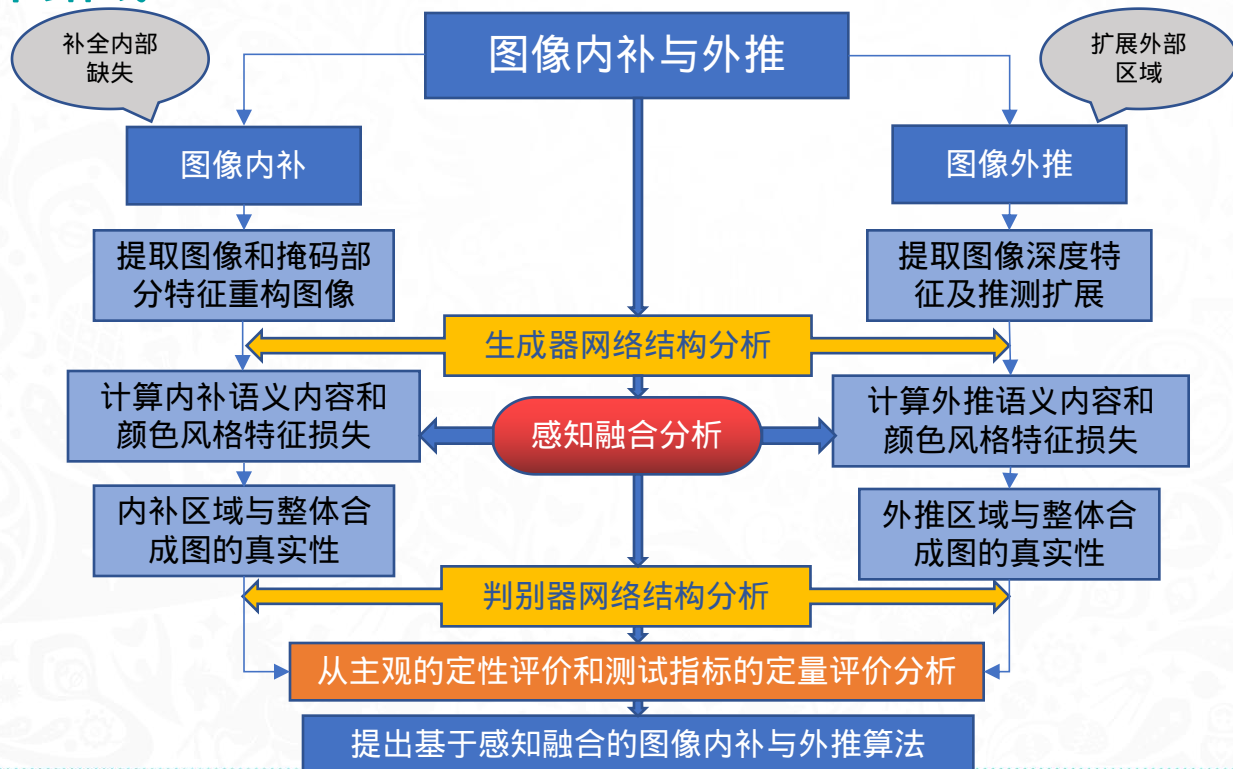 补全内部
缺失
图像内补与外推
扩展外部
区域
图像内补
图像外推
提取图像和掩码部
分特征重构图像
提取图像深度特
征及推测扩展
生成器网络结构分析
计算内补语义内容和
颜色风格特征损失
感知融合分析
计算外推语义内容和
颜色风格特征损失
内补区域与整体合
成图的真实性
外推区域与整体合
成图的真实性
判别器网络结构分析
从主观的定性评价和测试指标的定量评价分析
提出基于感知融合的图像内补与外推算法